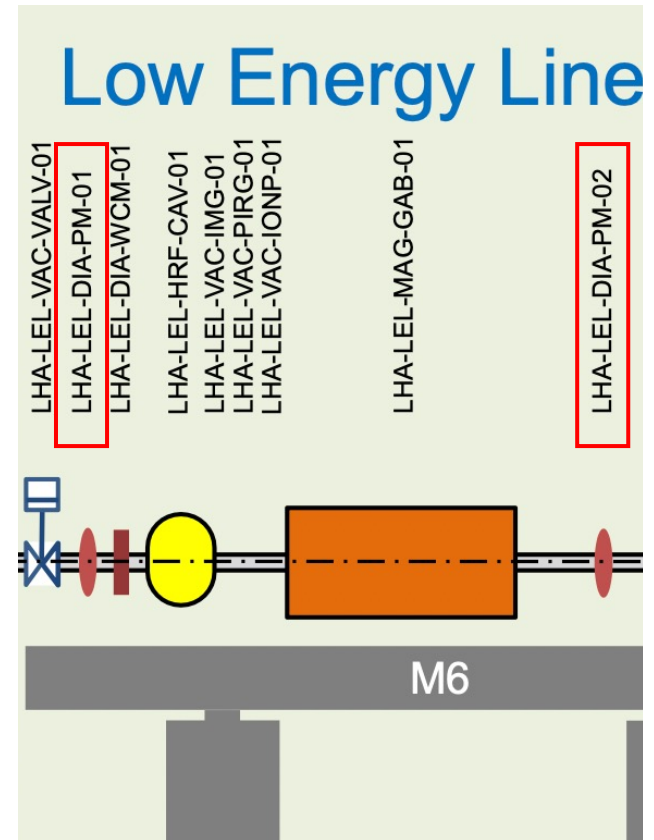 Low Energy Line
LHA-LEL-VAC-VALV-01
LHA-LEL-DIA-PM-01
LHA-LEL-DIA-WCM-01
LHA-LEL-HRF-CAV-01
LHA-LEL-VAC-IMG-01
LHA-LEL-VAC-PIRG-01
LHA-LEL-VAC-IONP-01
LHA-LEL-MAG-GAB-01
LHA-LEL-DIA-PM-02
M6